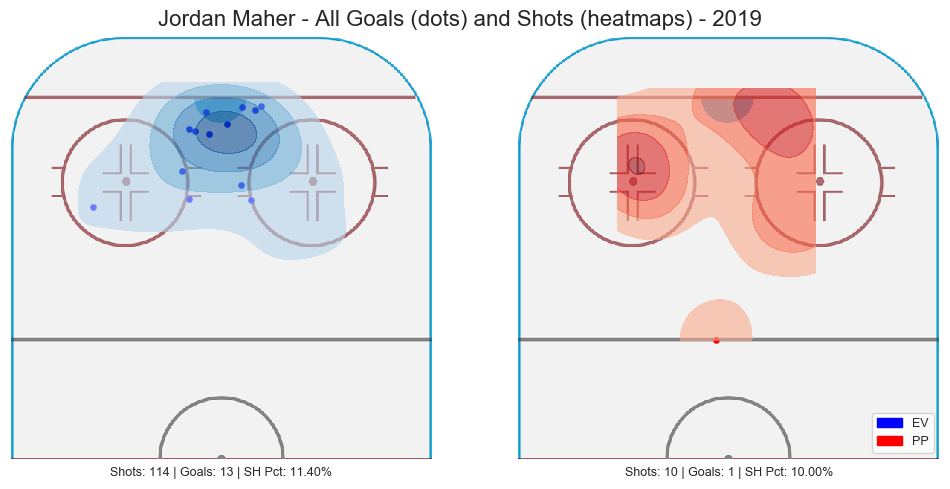 Jordan Maher - All Goals (dots) and Shots (heatmaps) - 2019
EV
PP
Shots: 114 | Goals: 13 | SH Pct: 11.40%
Shots: 10 | Goals: 1 | SH Pct: 10.00%